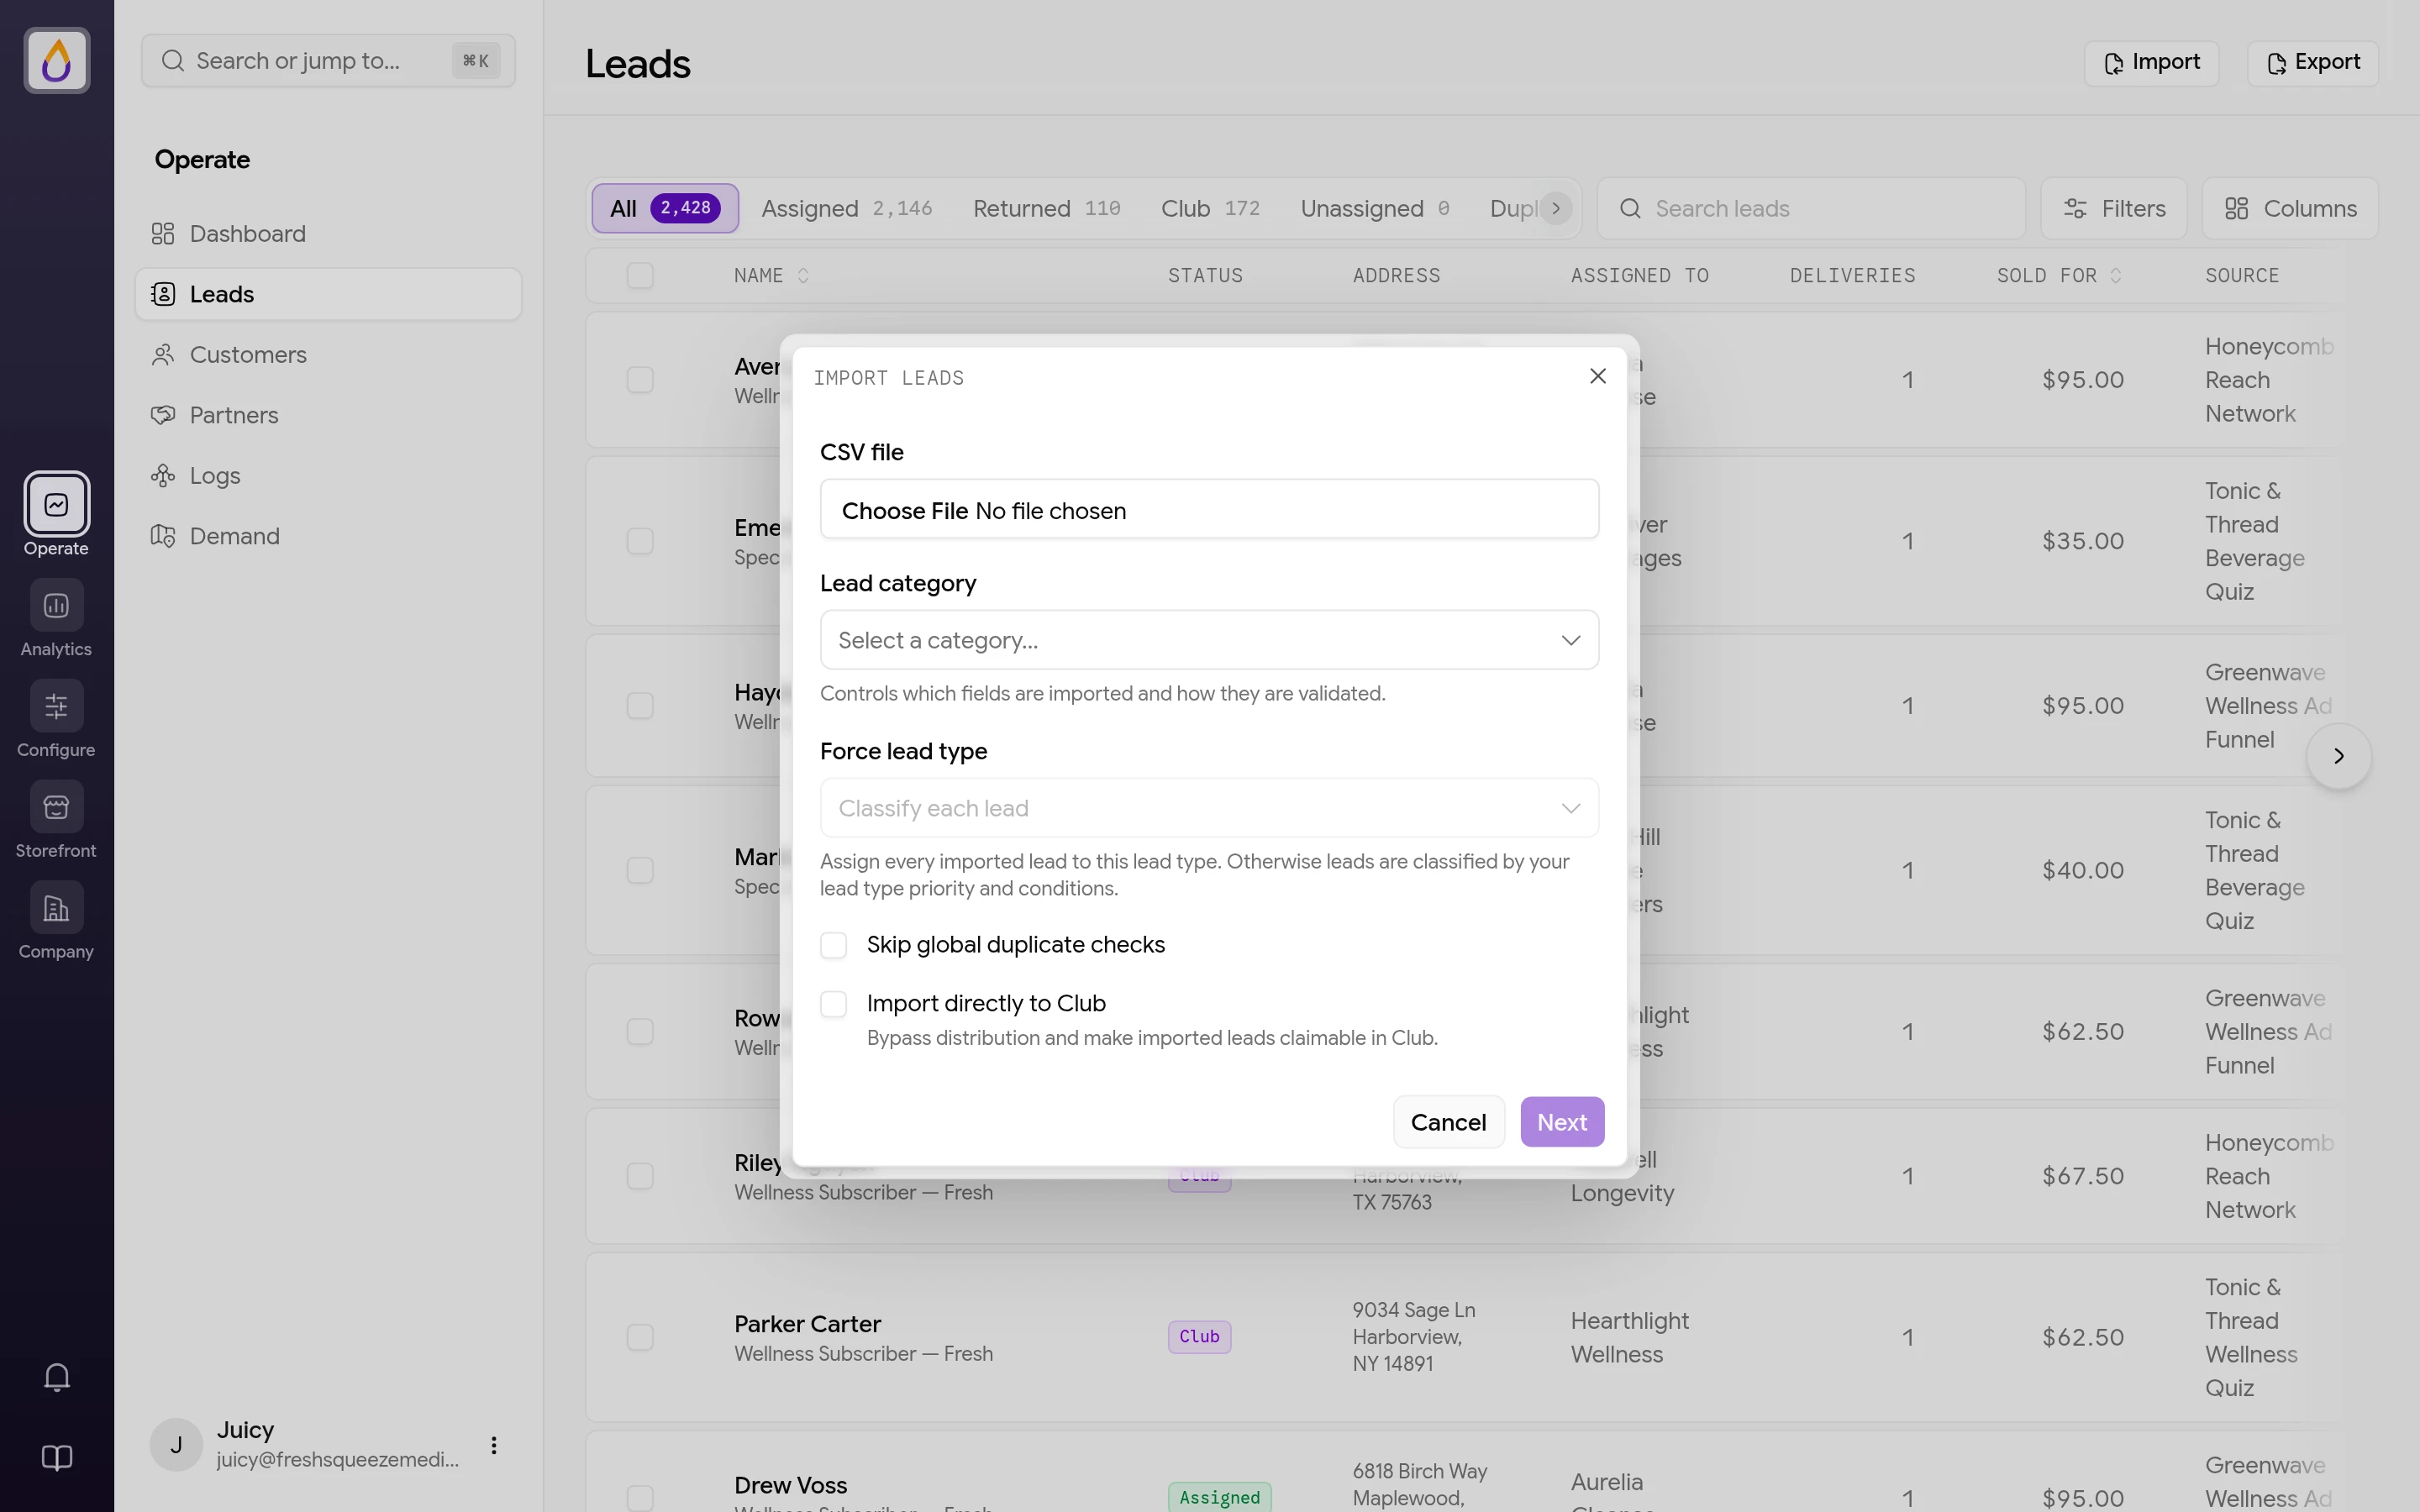 Search or jump to...
⌘K
Leads
Import
Export
Operate
Dashboard
Leads
Customers
Partners
Logs
Demand
Operate
Analytics
Configure
Storefront
Company
Juicy
J
juicy@freshsqueezemedi...
All 2,428
Assigned 2,146
Returned 110
Club 172
Unassigned 0
Dupl
Search leads
Filters
Columns
NAME
STATUS
ADDRESS
ASSIGNED TO
DELIVERIES
SOLD FOR
SOURCE
1
$95.00
Honeycomb
Reach
Network
1
$35.00
Tonic &
Thread
Beverage
Quiz
1
$95.00
Greenwave
Wellness Ad
Funnel
1
$40.00
Tonic &
Thread
Beverage
Quiz
1
$62.50
Greenwave
Wellness Ad
Funnel
Riley
Wellness Subscriber — Fresh
Club
Harborview,
TX 75763
Longevity
1
$67.50
Honeycomb
Reach
Network
Parker Carter
Wellness Subscriber — Fresh
Club
9034 Sage Ln
Harborview,
NY 14891
Hearthlight
Wellness
1
$62.50
Tonic &
Thread
Wellness
Quiz
Drew Voss
Wellness Subscriber — Fresh
Assigned
6818 Birch Way
Maplewood,
Aurelia
1
$95.00
Greenwave
Wellness Ad
IMPORT LEADS
CSV file
Choose File No file chosen
Lead category
Select a category...
Controls which fields are imported and how they are validated.
Force lead type
Classify each lead
Assign every imported lead to this lead type. Otherwise leads are classified by your
lead type priority and conditions.
Skip global duplicate checks
Import directly to Club
Bypass distribution and make imported leads claimable in Club.
Cancel
Next